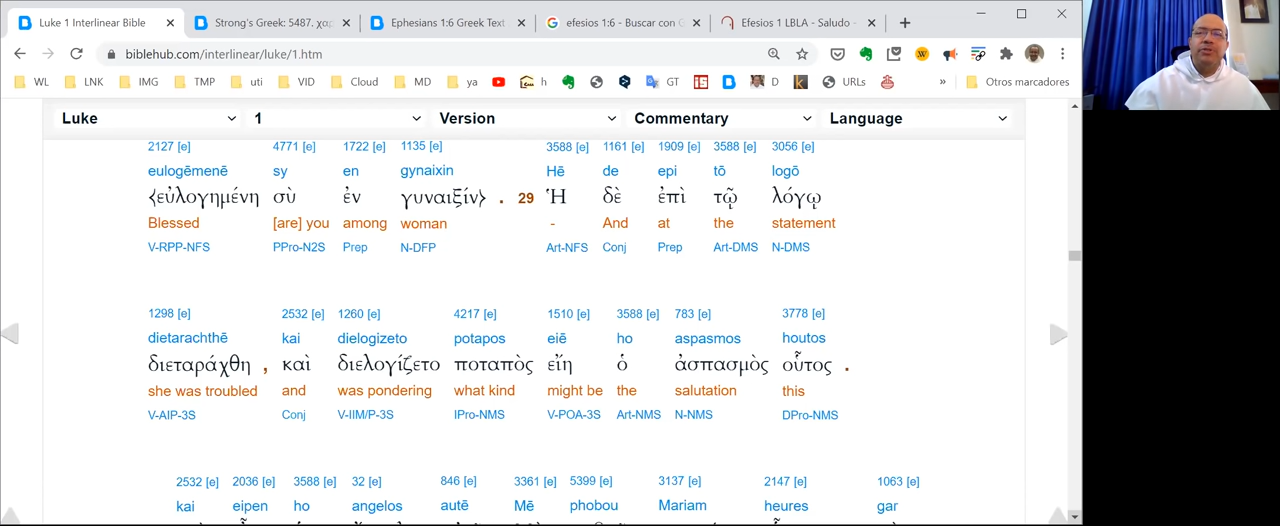 Luke 1 Interlinear Bible × Strong's Greek: 5487. χαρ × Ephesians 1:6 Greek Text × efesios 1:6 - Buscar con G × Efesios 1 LBLA - Saludo - ×
biblehub.com/interlinear/luke/1.htm
WL LNK IMG TMP uti VID Cloud MD ya h GT D URLs » Otros marcadores
Luke 1 Version Commentary Language
2127 [e] 4771 [e] 1722 [e] 1135 [e] 3588 [e] 1161 [e] 1909 [e] 3588 [e] 3056 [e]
eulogēmenē sy en gynaixin Hē de epi tō logō
⟨εὐλογημένη σὺ ἐν γυναιξίν⟩ . 29 Ἡ δὲ ἐπὶ τῷ λόγῳ
Blessed [are] you among woman - And at the statement
V-RPP-NFS PPro-N2S Prep N-DFP Art-NFS Conj Prep Art-DMS N-DMS
1298 [e] 2532 [e] 1260 [e] 4217 [e] 1510 [e] 3588 [e] 783 [e] 3778 [e]
dietarachthē kai dielogizeto potapos eiē ho aspasmos houtos
διεταράχθη , καὶ διελογίζετο ποταπὸς εἴη ὁ ἀσπασμὸς οὗτος .
she was troubled and was pondering what kind might be the salutation this
V-AIP-3S Conj V-IIM/P-3S IPro-NMS V-POA-3S Art-NMS N-NMS DPro-NMS
2532 [e] 2036 [e] 3588 [e] 32 [e] 846 [e] 3361 [e] 5399 [e] 3137 [e] 2147 [e] 1063 [e]
kai eipen ho angelos autē Mē phobou Mariam heures gar